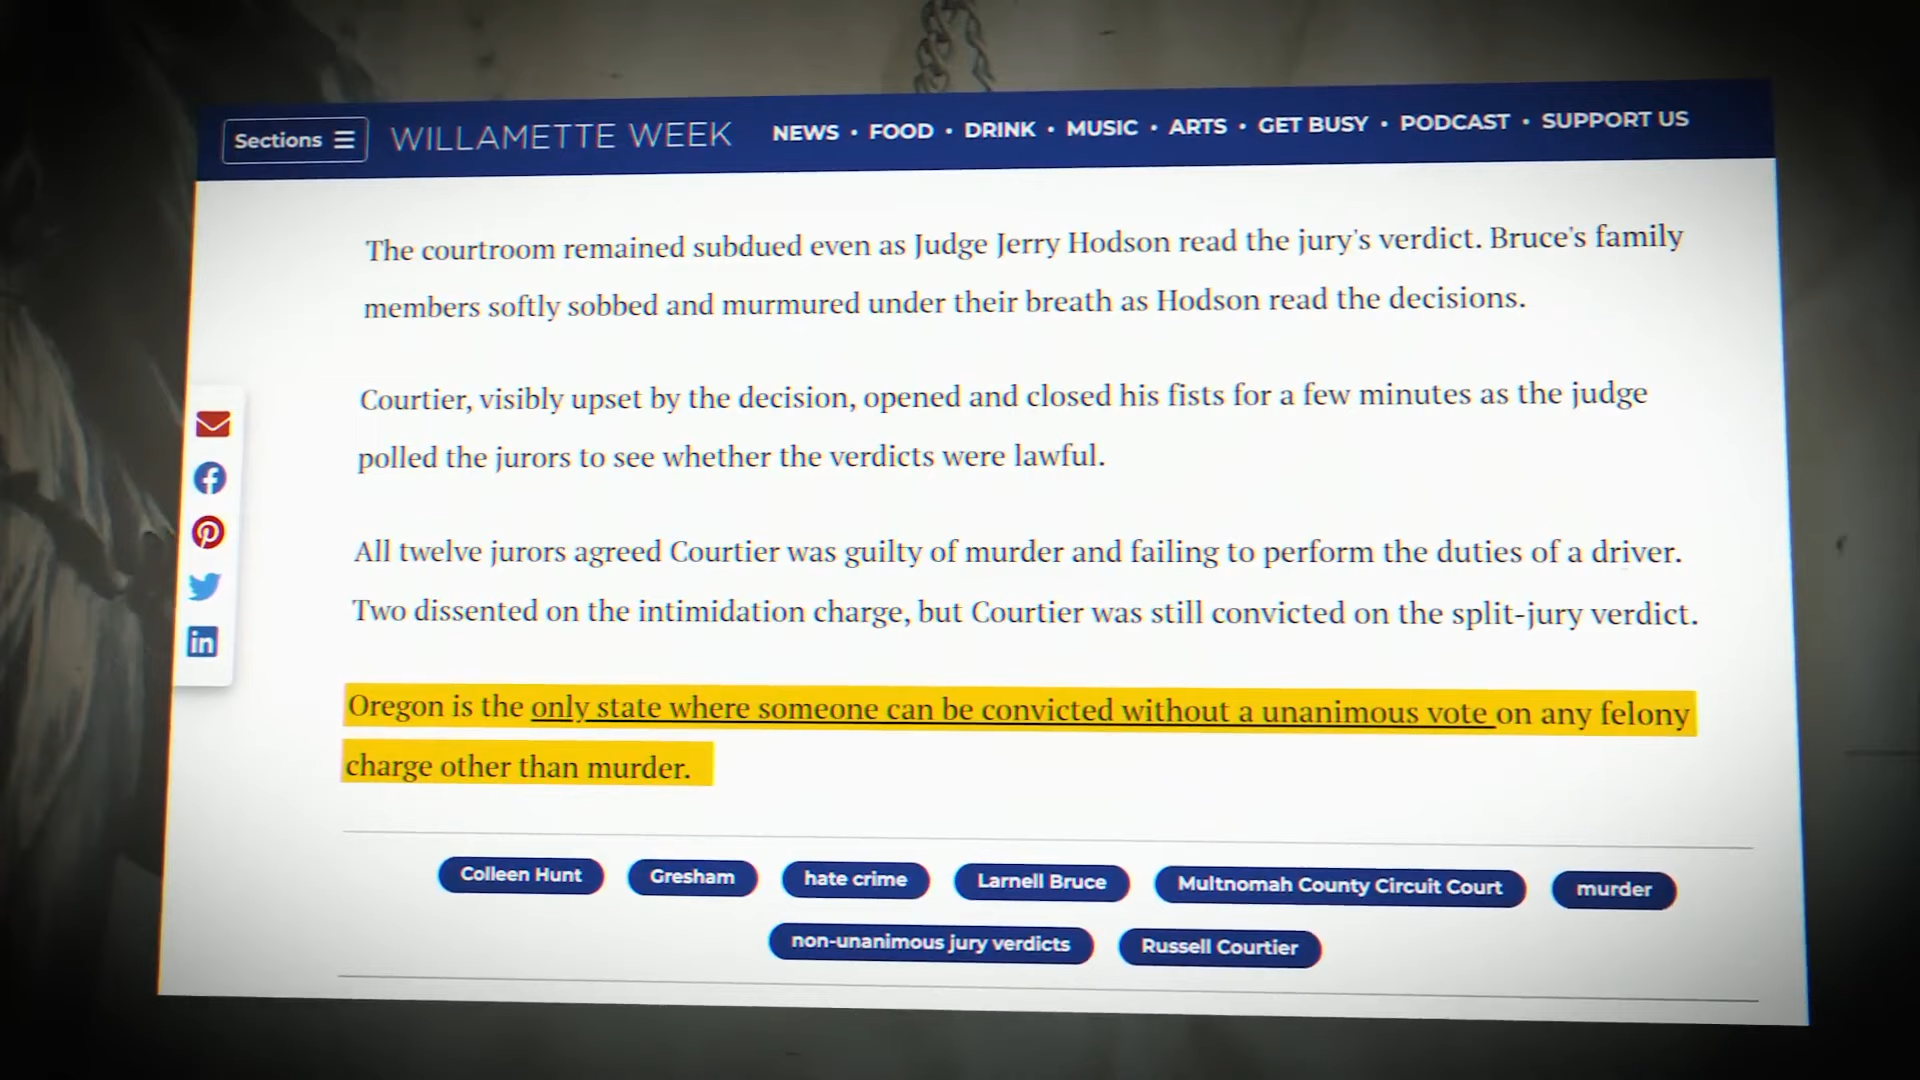 Sections
WILLAMETTE WEEK
NEWS • FOOD • DRINK • MUSIC • ARTS • GET BUSY • PODCAST • SUPPORT US
The courtroom remained subdued even as Judge Jerry Hodson read the jury's verdict. Bruce's family
members softly sobbed and murmured under their breath as Hodson read the decisions.
Courtier, visibly upset by the decision, opened and closed his fists for a few minutes as the judge
polled the jurors to see whether the verdicts were lawful.
All twelve jurors agreed Courtier was guilty of murder and failing to perform the duties of a driver.
Two dissented on the intimidation charge, but Courtier was still convicted on the split-jury verdict.
Oregon is the only state where someone can be convicted without a unanimous vote on any felony
charge other than murder.
Colleen Hunt
Gresham
hate crime
Larnell Bruce
Multnomah County Circuit Court
murder
non-unanimous jury verdicts
Russell Courtier